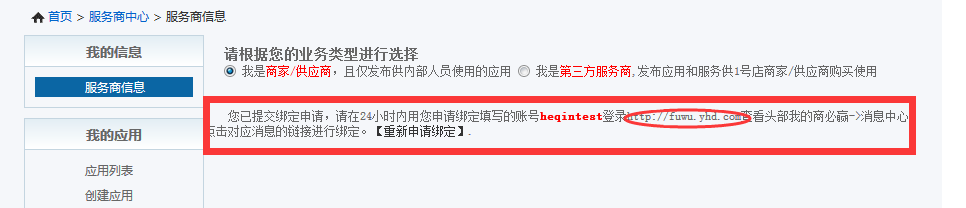 首页 > 服务商中心 > 服务商信息
我的信息
服务商信息
我的应用
应用列表
创建应用
请根据您的业务类型进行选择
我是商家/供应商，且仅发布供内部人员使用的应用 我是第三方服务商,发布应用和服务供1号店商家/供应商购买使用
您已提交绑定申请，请在24小时内用您申请绑定填写的账号heqintest登录http://fuwu.yhd.com查看头部我的商必赢->消息中心
点击对应消息的链接进行绑定。【重新申请绑定】.